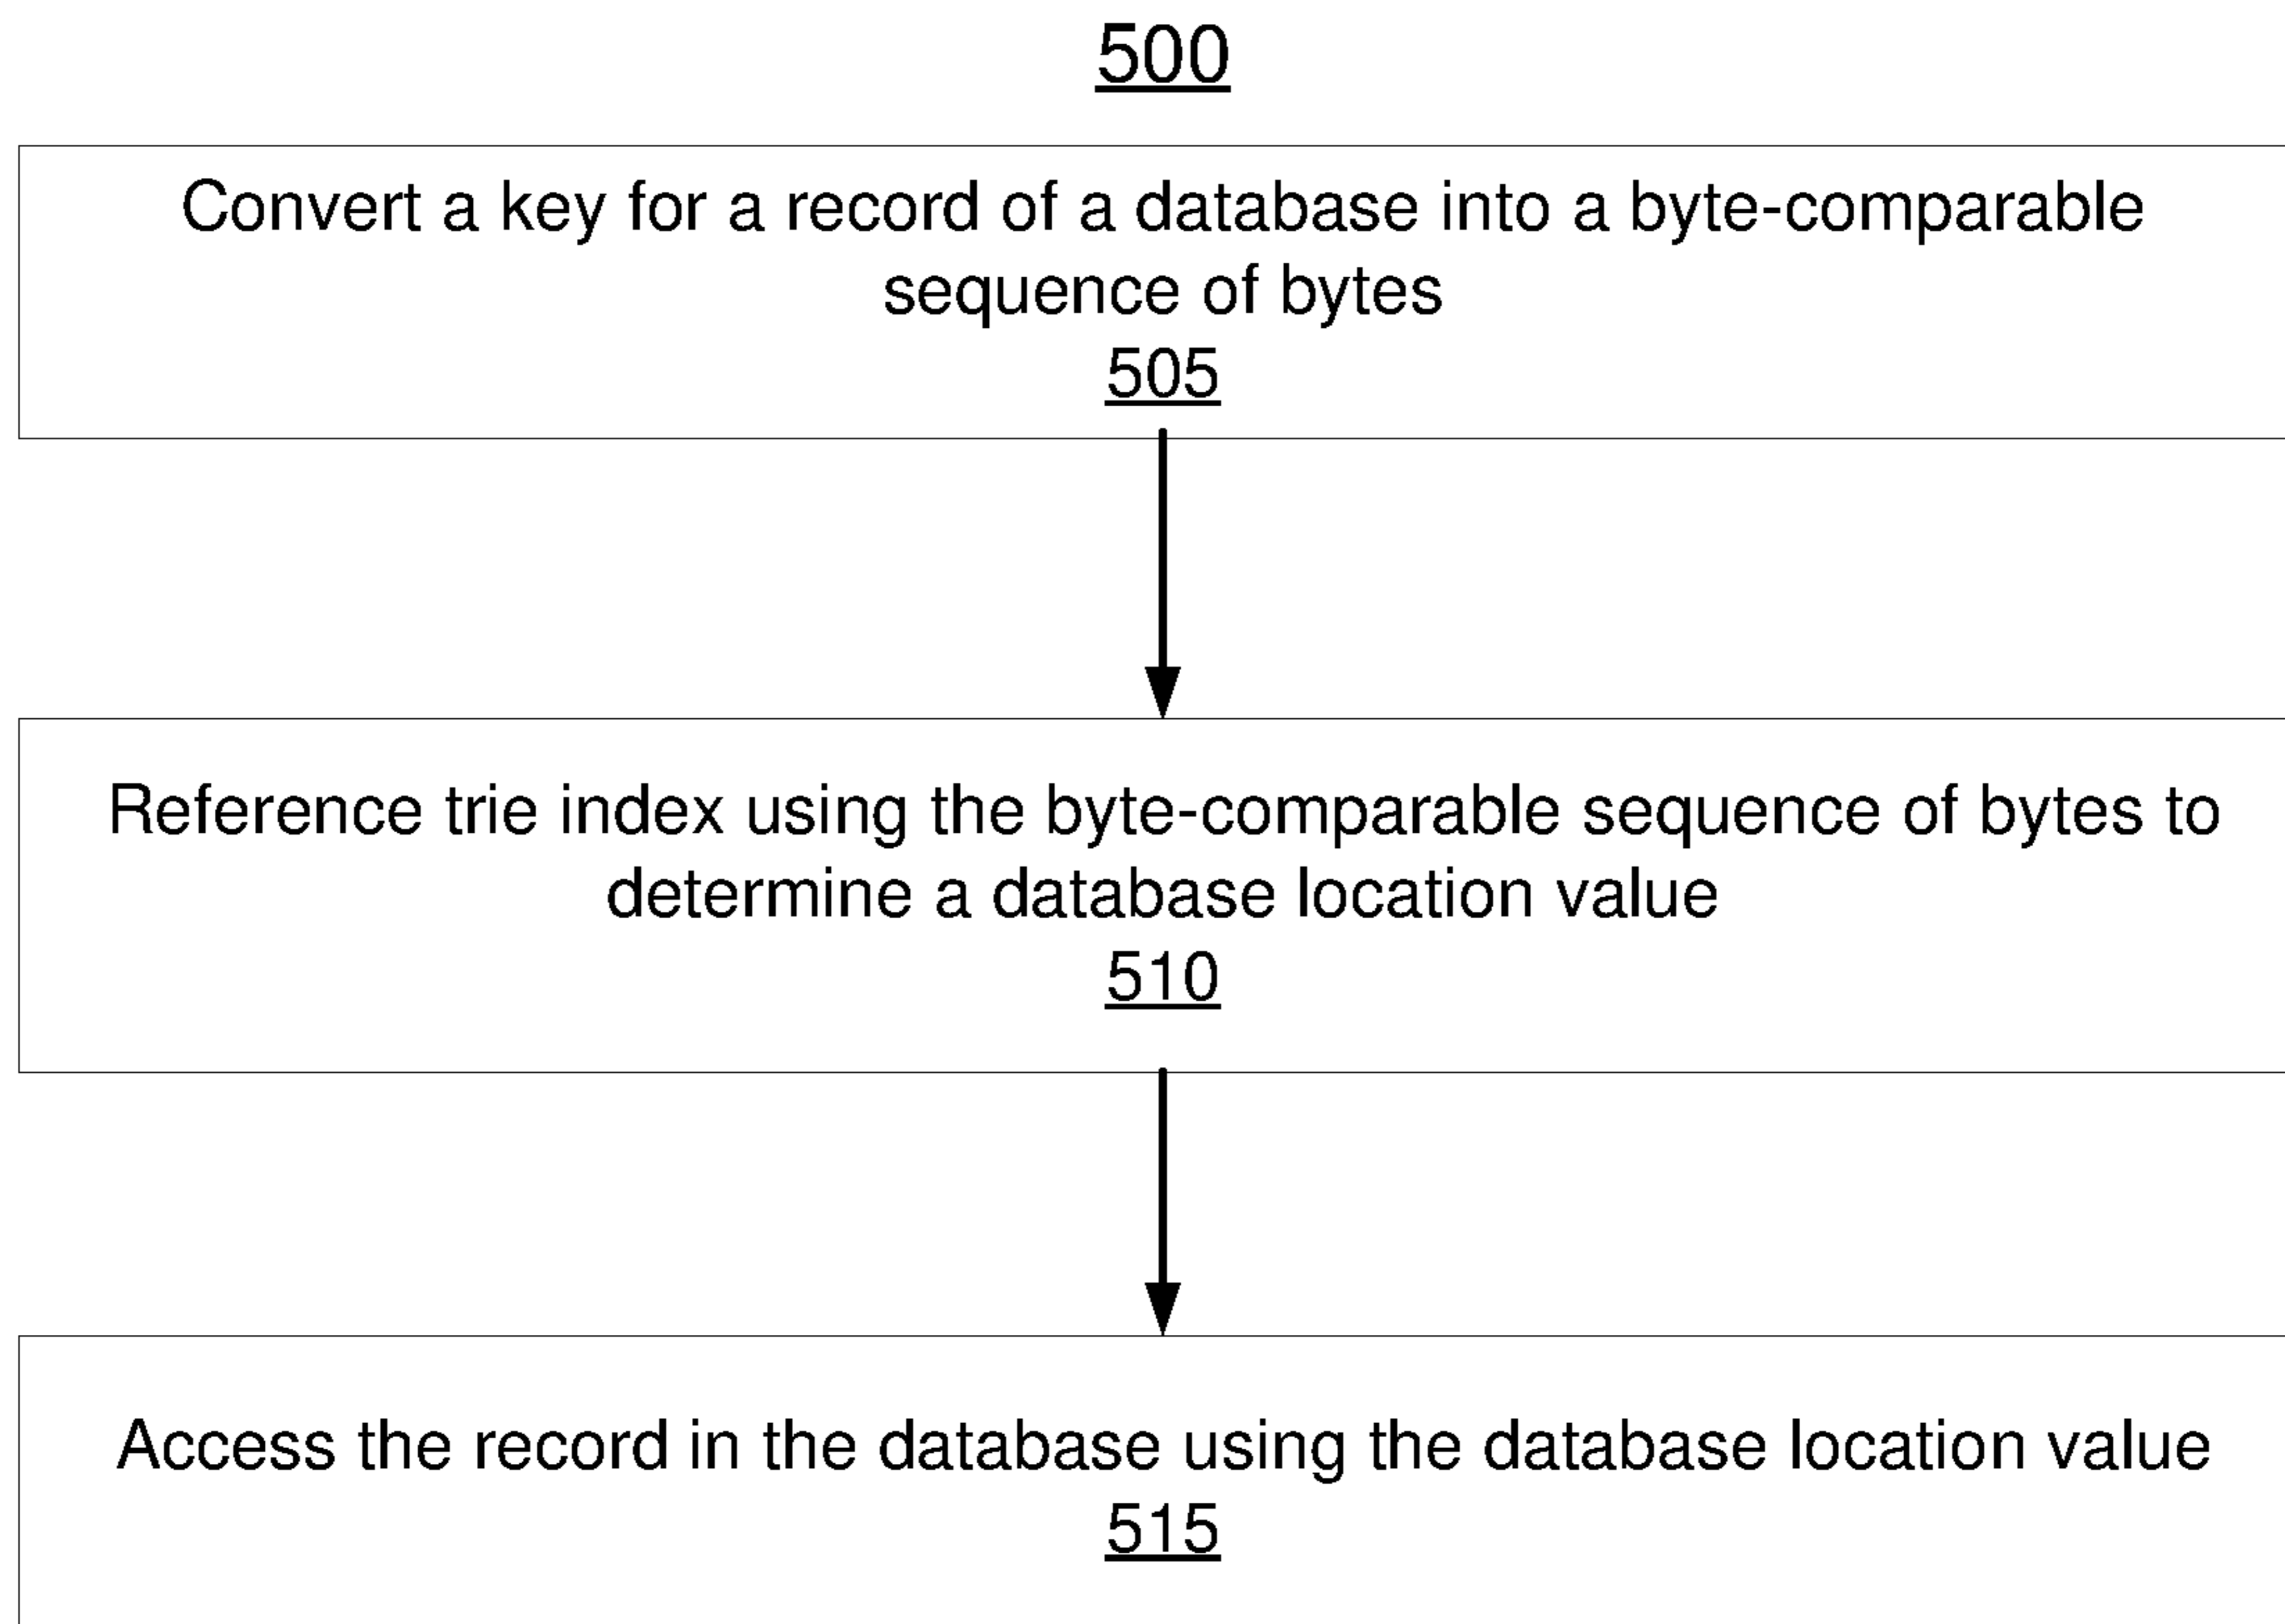 500
Convert a key for a record of a database into a byte-comparable
sequence of bytes
505
Reference trie index using the byte-comparable sequence of bytes to
determine a database location value
510
Access the record in the database using the database location value
515